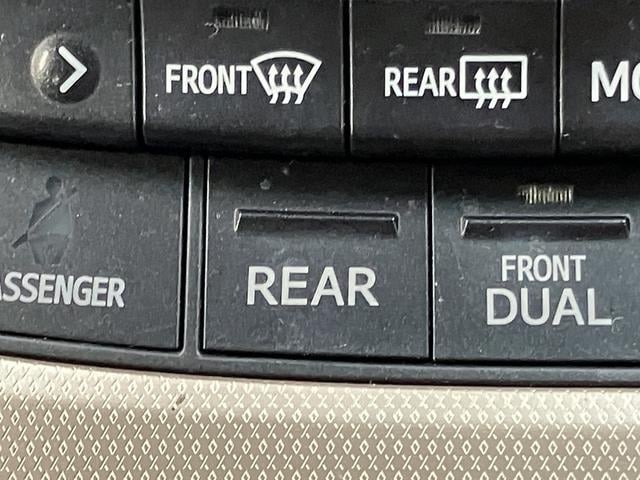 FRONT
REAR
MO
ASSENGER
REAR
FRONT
DUAL